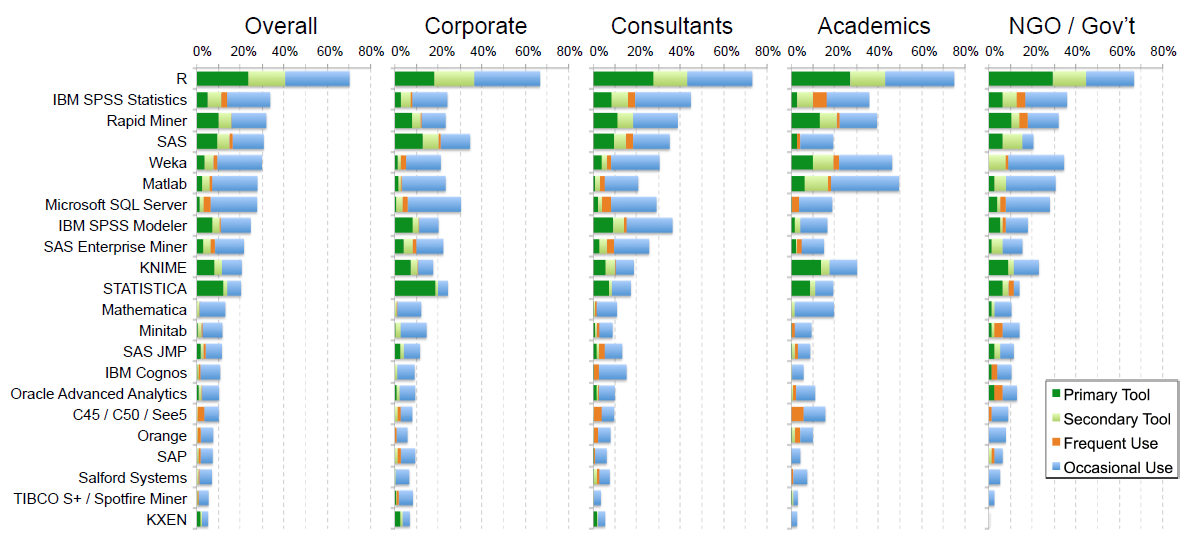 Overall Corporate Consultants Academics NGO / Gov't
0% 20% 40% 60% 80% 0% 20% 40% 60% 80% 0% 20% 40% 60% 80% 0% 20% 40% 60% 80% 0% 20% 40% 60% 80%
R
IBM SPSS Statistics
Rapid Miner
SAS
Weka
Matlab
Microsoft SQL Server
IBM SPSS Modeler
SAS Enterprise Miner
KNIME
STATISTICA
Mathematica
Minitab
SAS JMP
IBM Cognos
Oracle Advanced Analytics
C45 / C50 / See5
Orange
SAP
Salford Systems
TIBCO S+ / Spotfire Miner
KXEN
Primary Tool
Secondary Tool
Frequent Use
Occasional Use